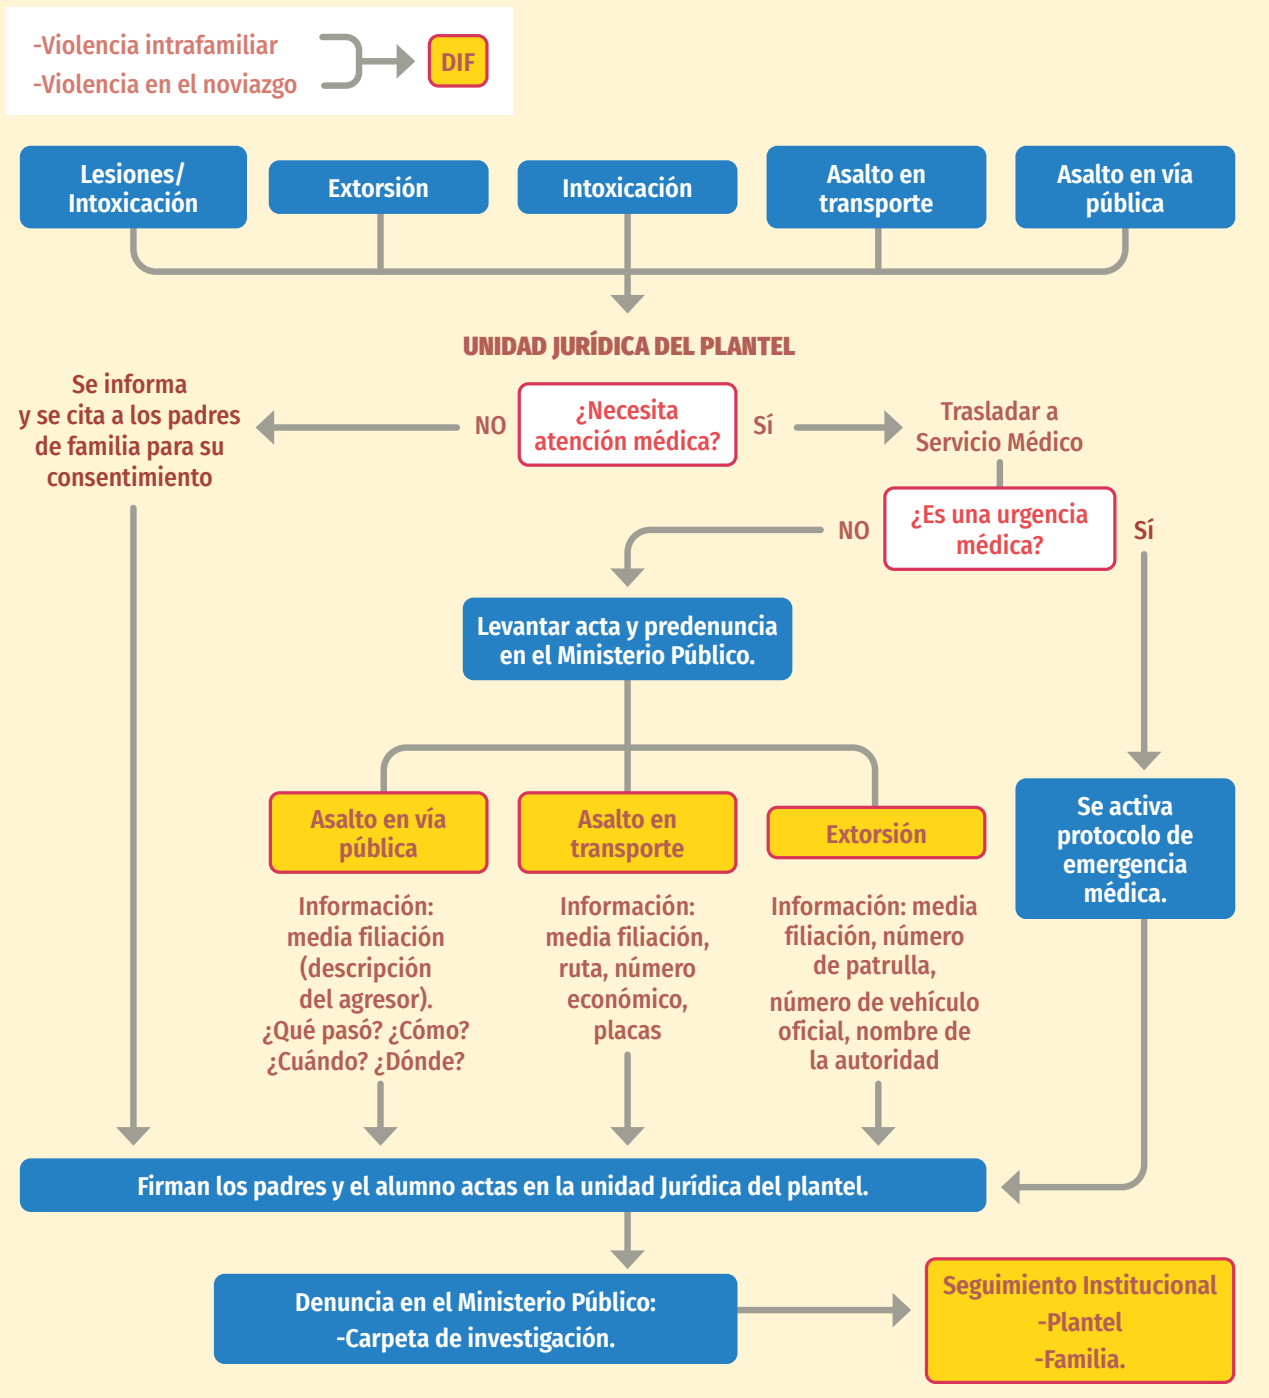 -Violencia intrafamiliar
-Violencia en el noviazgo
DIF
Lesiones/
Intoxicación
Extorsión
Intoxicación
Asalto en
transporte
Asalto en vía
pública
UNIDAD JURÍDICA DEL PLANTEL
Se informa
y se cita a los padres
de familia para su
consentimiento
NO
¿Necesita
atención médica?
Sí
Trasladar a
Servicio Médico
NO
¿Es una urgencia
médica?
Sí
Levantar acta y predenuncia
en el Ministerio Público.
Asalto en vía
pública
Asalto en
transporte
Extorsión
Se activa
protocolo de
emergencia
médica.
Información:
media filiación
(descripción
del agresor).
¿Qué pasó? ¿Cómo?
¿Cuándo? ¿Dónde?
Información:
media filiación,
ruta, número
económico,
placas
Información: media
filiación, número
de patrulla,
número de vehículo
oficial, nombre de
la autoridad
Firman los padres y el alumno actas en la unidad Jurídica del plantel.
Denuncia en el Ministerio Público:
-Carpeta de investigación.
Seguimiento Institucional
-Plantel
-Familia.